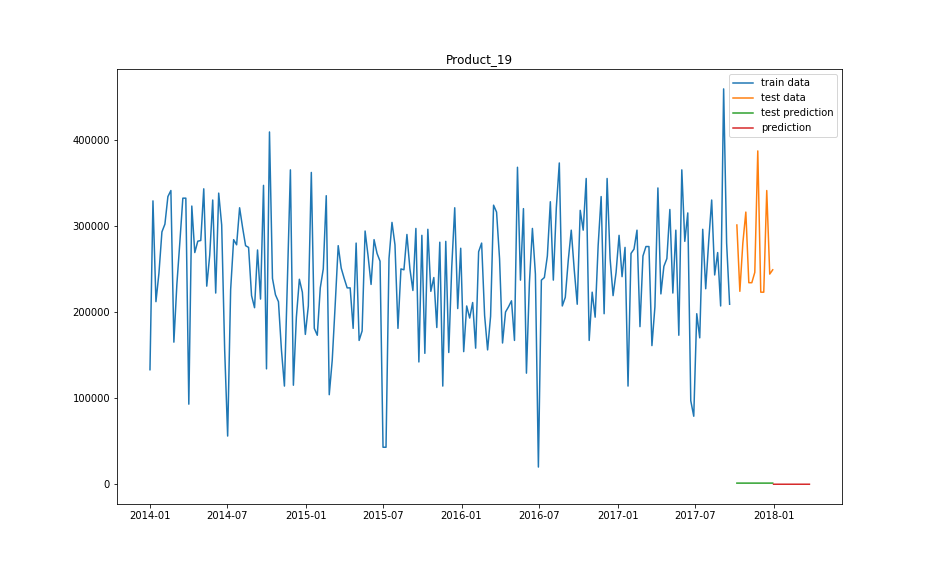 Product_19
train data
test data
test prediction
prediction
400000
300000
200000
100000
0
2014-01 2014-07 2015-01 2015-07 2016-01 2016-07 2017-01 2017-07 2018-01